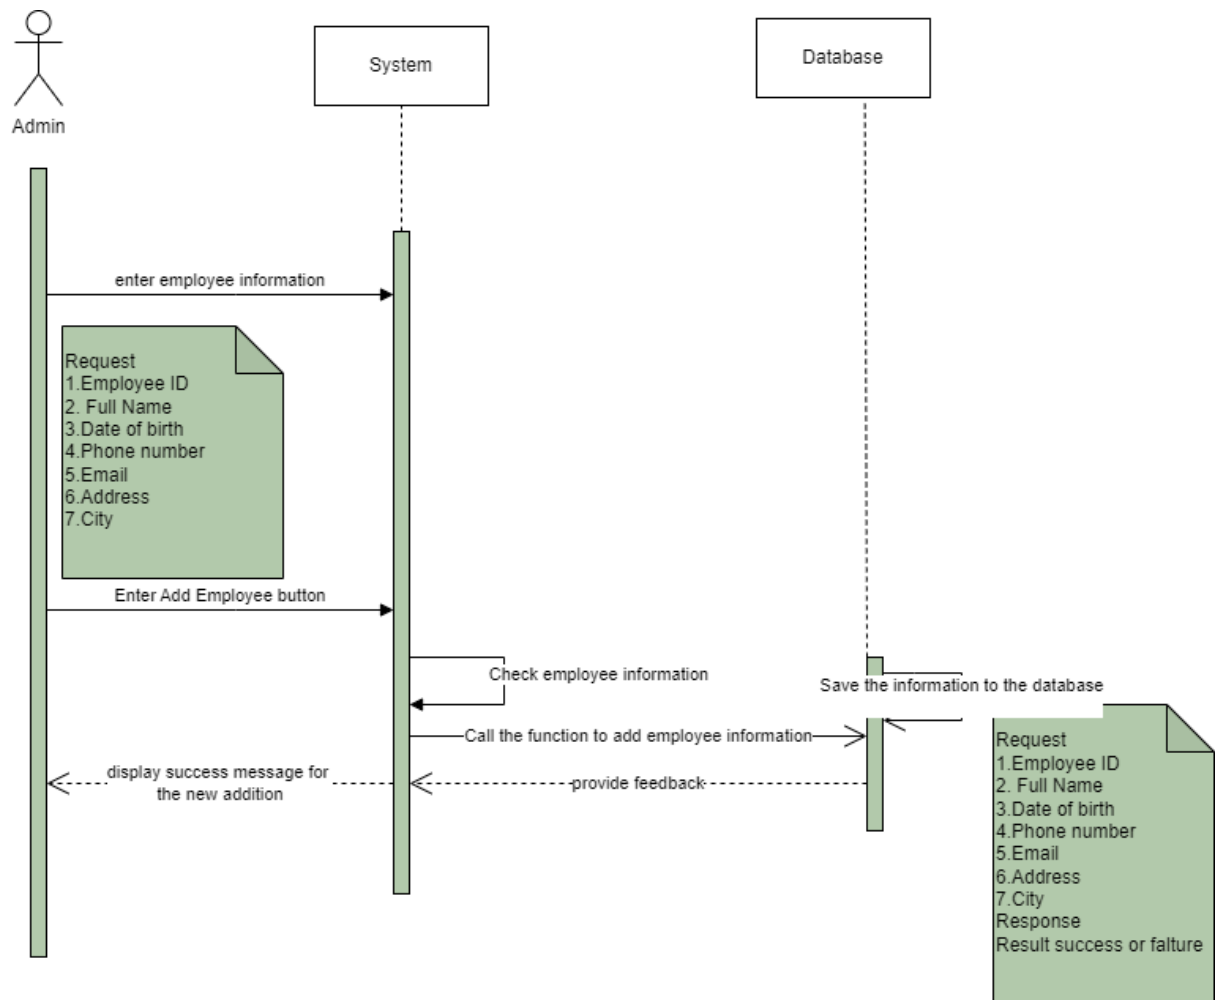 Admin
System
Database
enter employee information
Request
1.Employee ID
2. Full Name
3.Date of birth
4.Phone number
5.Email
6.Address
7.City
Enter Add Employee button
Check employee information
Save the information to the database
Call the function to add employee information
display success message for
the new addition
provide feedback
Request
1.Employee ID
2. Full Name
3.Date of birth
4.Phone number
5.Email
6.Address
7.City
Response
Result success or falture